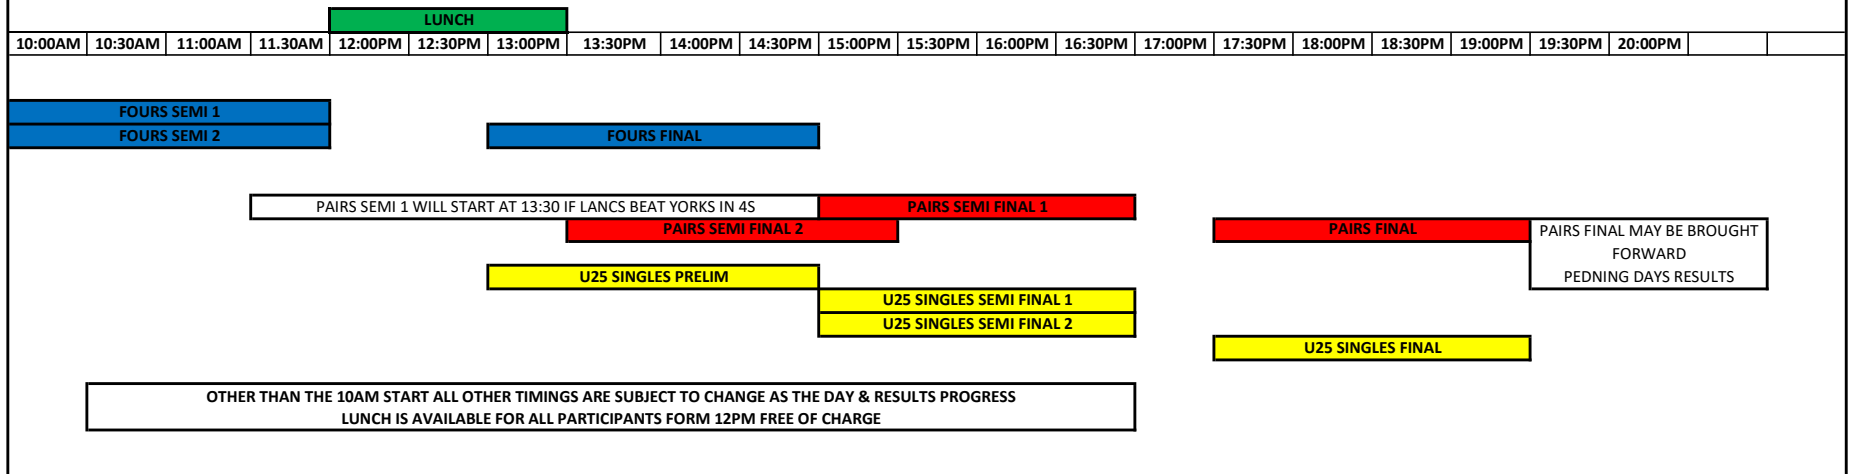 LUNCH
10:00AM 10:30AM 11:00AM 11.30AM 12:00PM 12:30PM 13:00PM 13:30PM 14:00PM 14:30PM 15:00PM 15:30PM 16:00PM 16:30PM 17:00PM 17:30PM 18:00PM 18:30PM 19:00PM 19:30PM 20:00PM
FOURS SEMI 1
FOURS SEMI 2 FOURS FINAL
PAIRS SEMI 1 WILL START AT 13:30 IF LANCS BEAT YORKS IN 4S PAIRS SEMI FINAL 1
PAIRS SEMI FINAL 2 PAIRS FINAL PAIRS FINAL MAY BE BROUGHT
FORWARD
U25 SINGLES PRELIM PEDNING DAYS RESULTS
U25 SINGLES SEMI FINAL 1
U25 SINGLES SEMI FINAL 2
U25 SINGLES FINAL
OTHER THAN THE 10AM START ALL OTHER TIMINGS ARE SUBJECT TO CHANGE AS THE DAY & RESULTS PROGRESS
LUNCH IS AVAILABLE FOR ALL PARTICIPANTS FORM 12PM FREE OF CHARGE